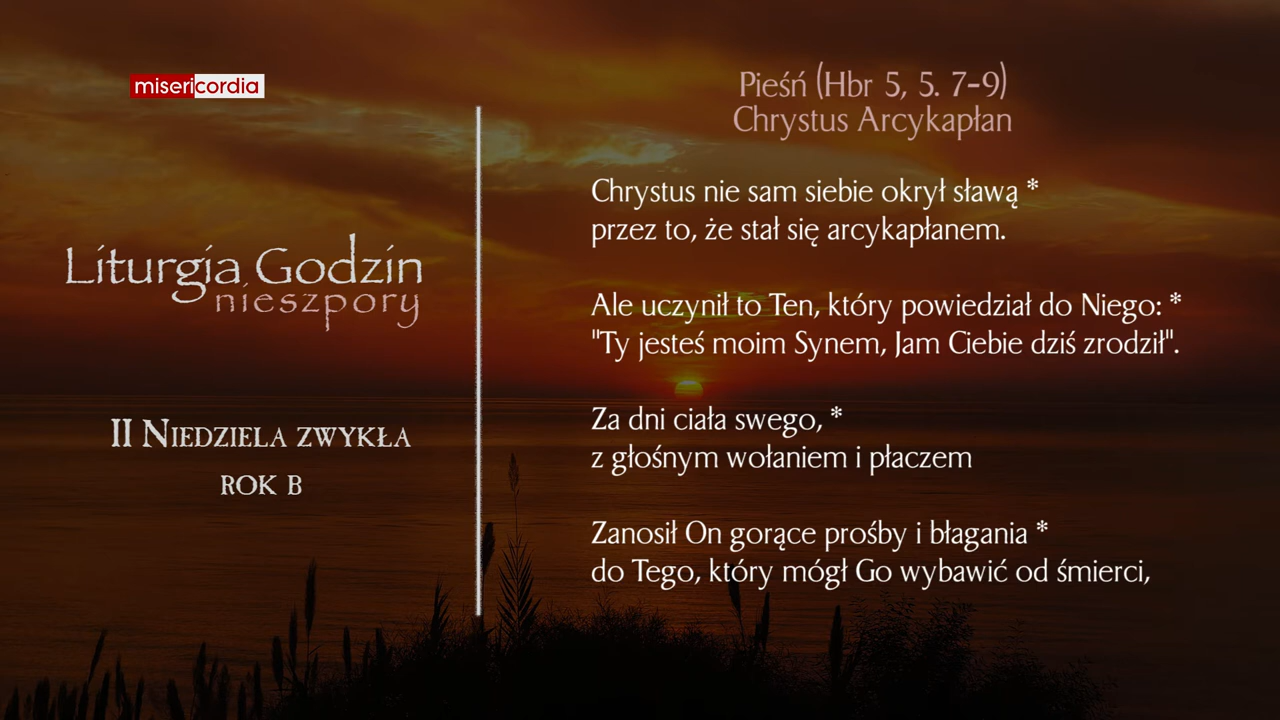 misericordia
Liturgia Godzin
nieszpory
II Niedziela zwykła
rok B
Pieśń (Hbr 5, 5. 7-9)
Chrystus Arcykapłan
Chrystus nie sam siebie okrył sławą *
przez to, że stał się arcykapłanem.
Ale uczynił to Ten, który powiedział do Niego: *
"Ty jesteś moim Synem, Jam Ciebie dziś zrodził".
Za dni ciała swego, *
z głośnym wołaniem i płaczem
Zanosił On gorące prośby i błagania *
do Tego, który mógł Go wybawić od śmierci,